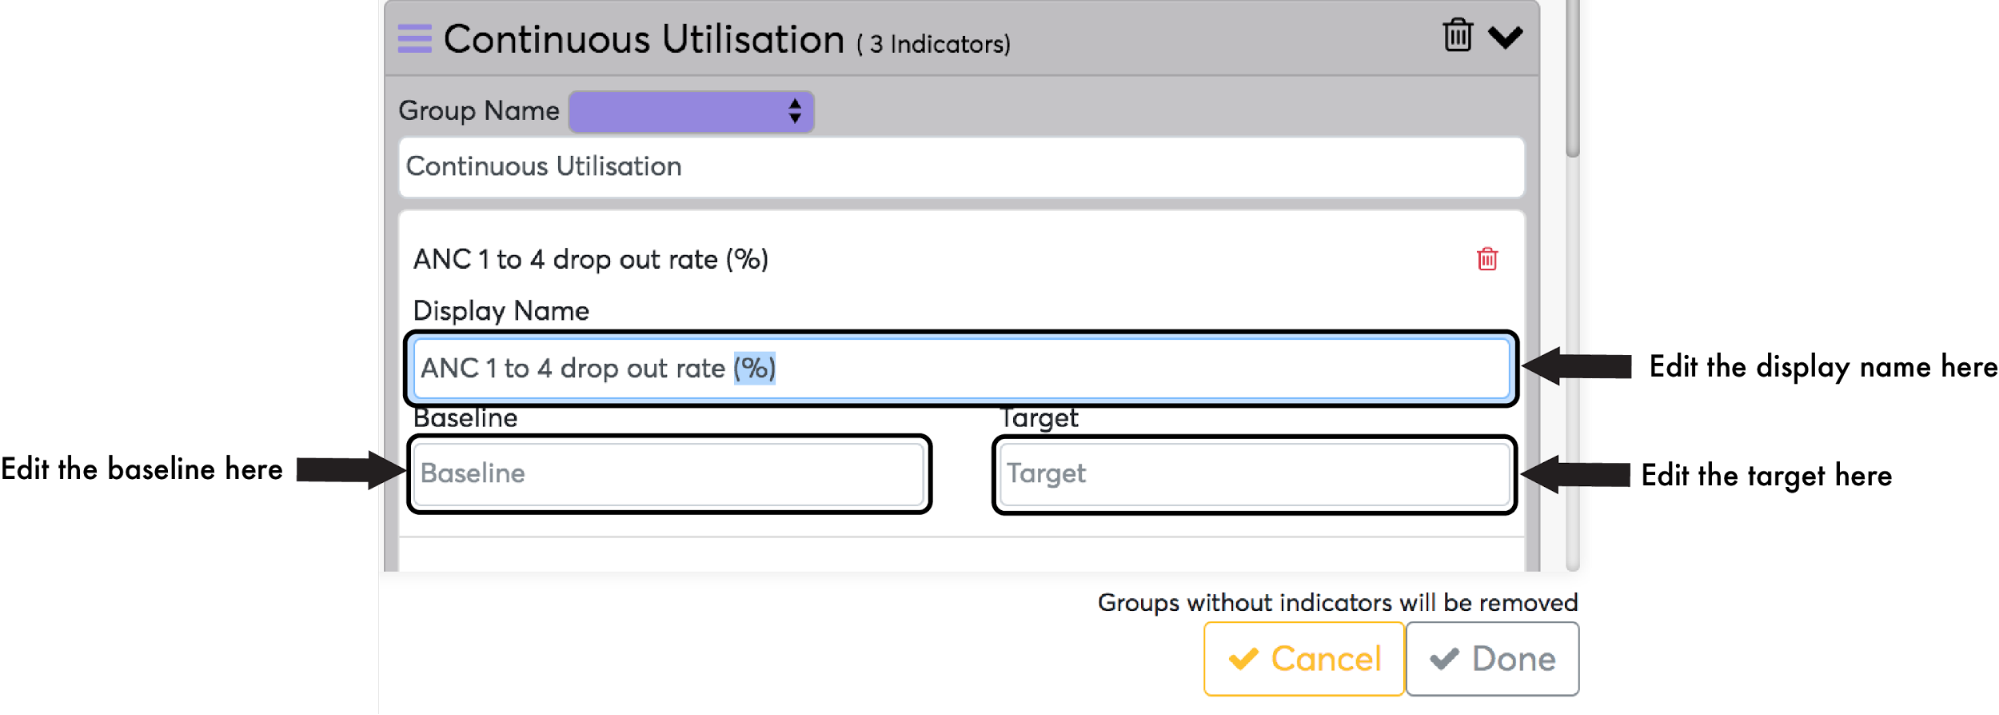 Continuous Utilisation ( 3 Indicators)
Group Name
Continuous Utilisation
ANC 1 to 4 drop out rate (%)
Display Name
ANC 1 to 4 drop out rate (%)
Edit the display name here
Baseline Target
Edit the baseline here
Baseline
Target
Edit the target here
Groups without indicators will be removed
Cancel
Done